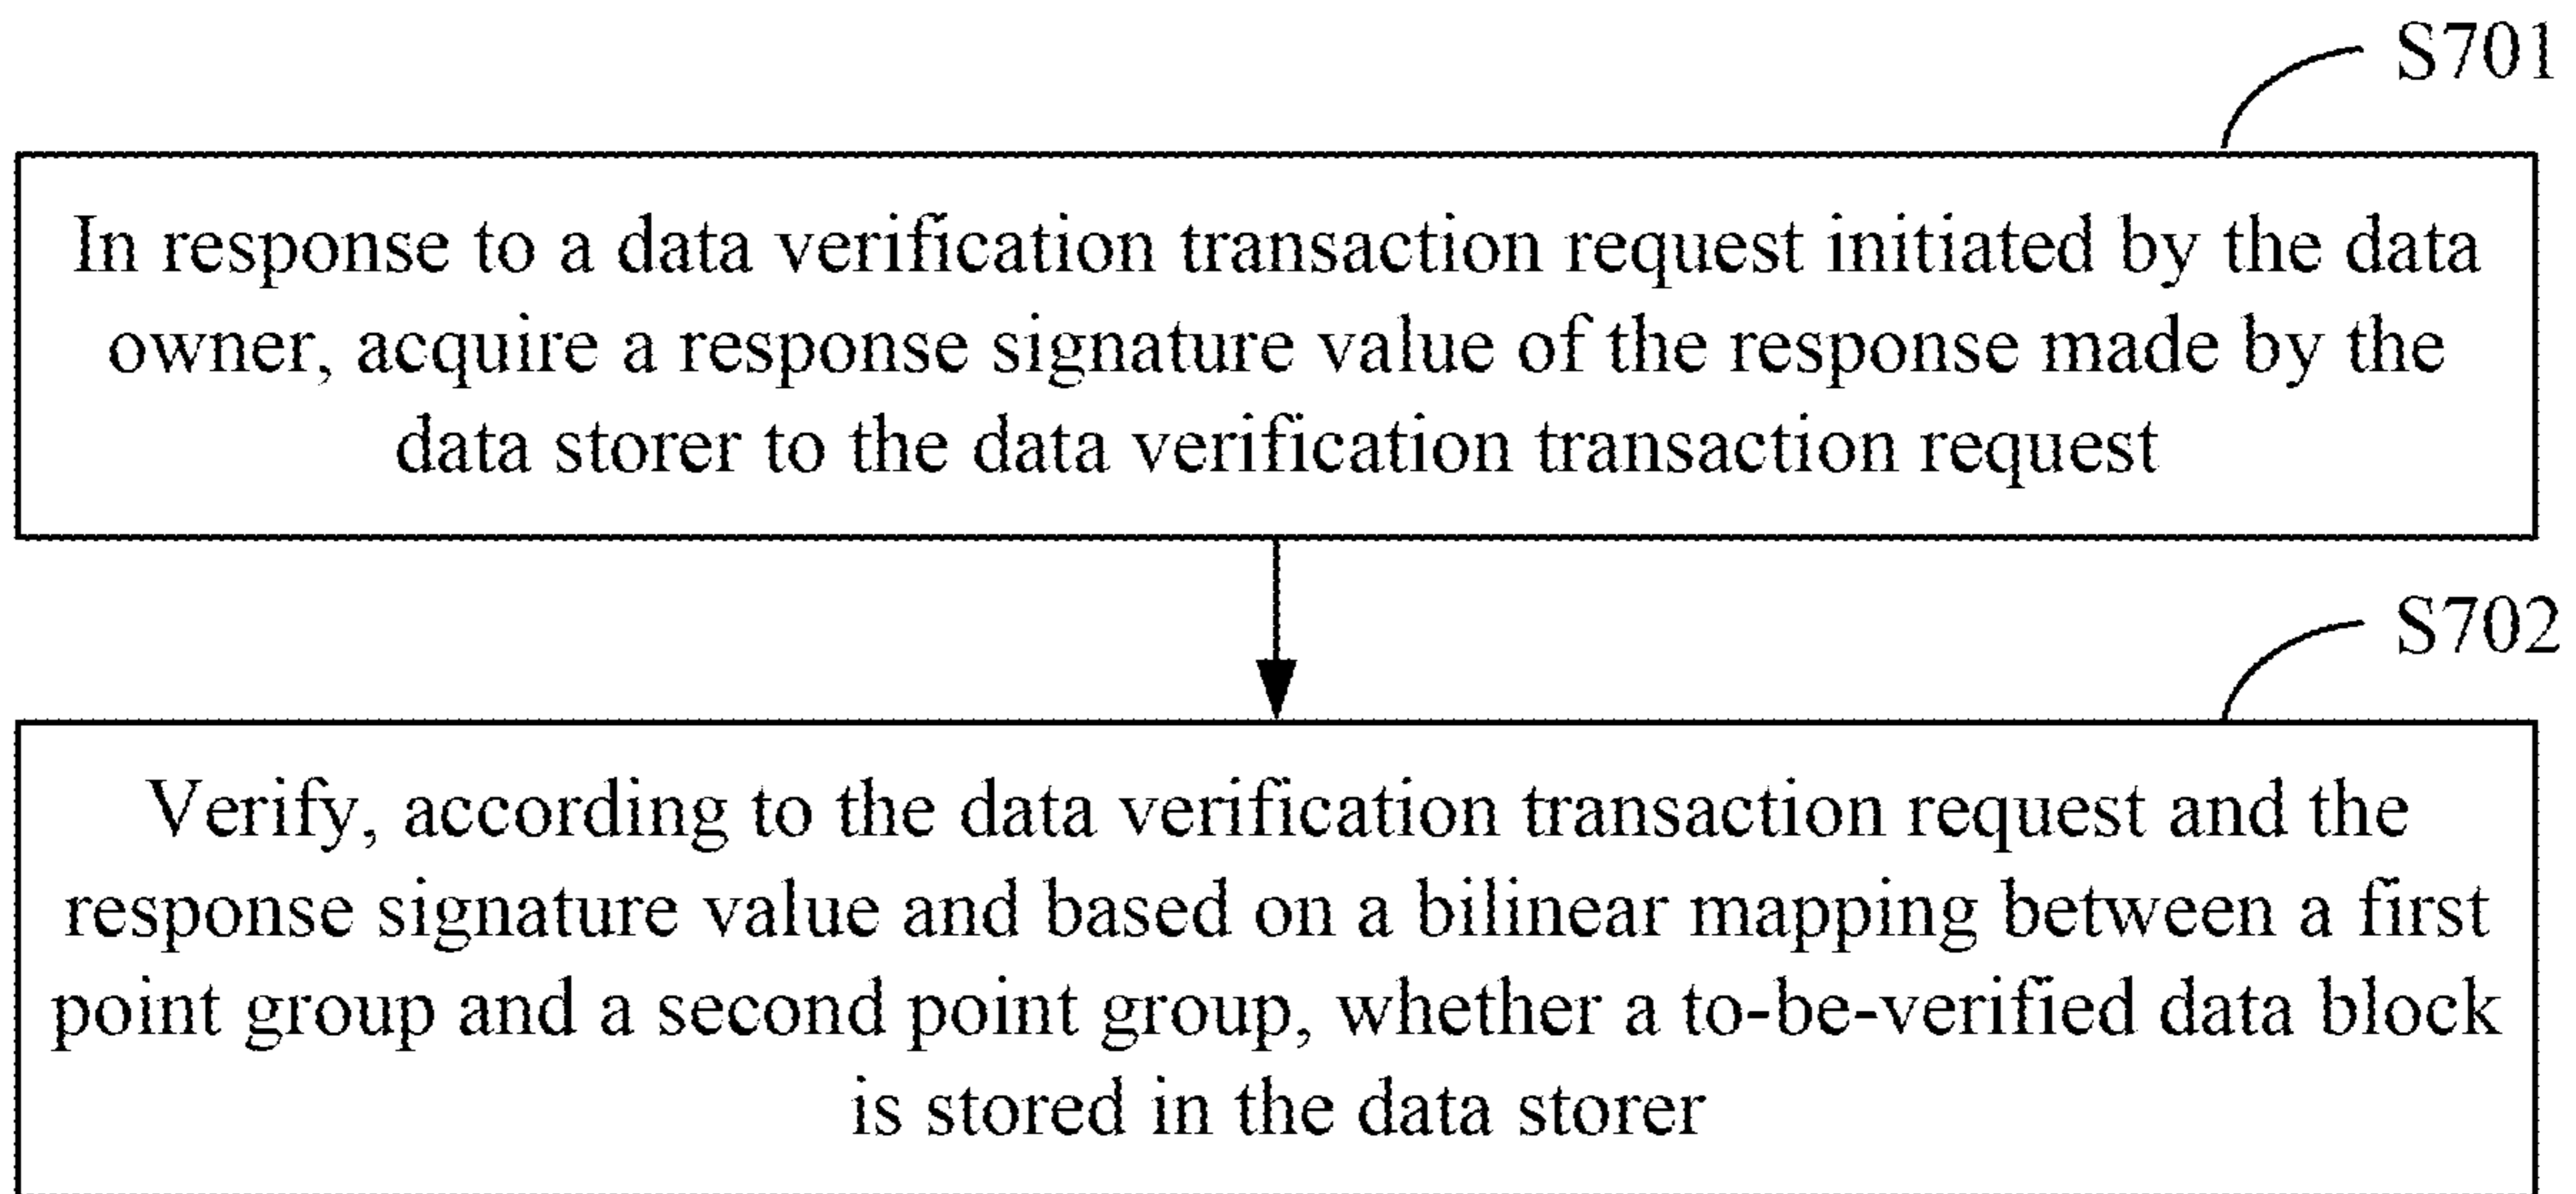 S701
In response to a data verification transaction request initiated by the data
owner, acquire a response signature value of the response made by the
data storer to the data verification transaction request
S702
Verify, according to the data verification transaction request and the
response signature value and based on a bilinear mapping between a first
point group and a second point group, whether a to-be-verified data block
is stored in the data storer